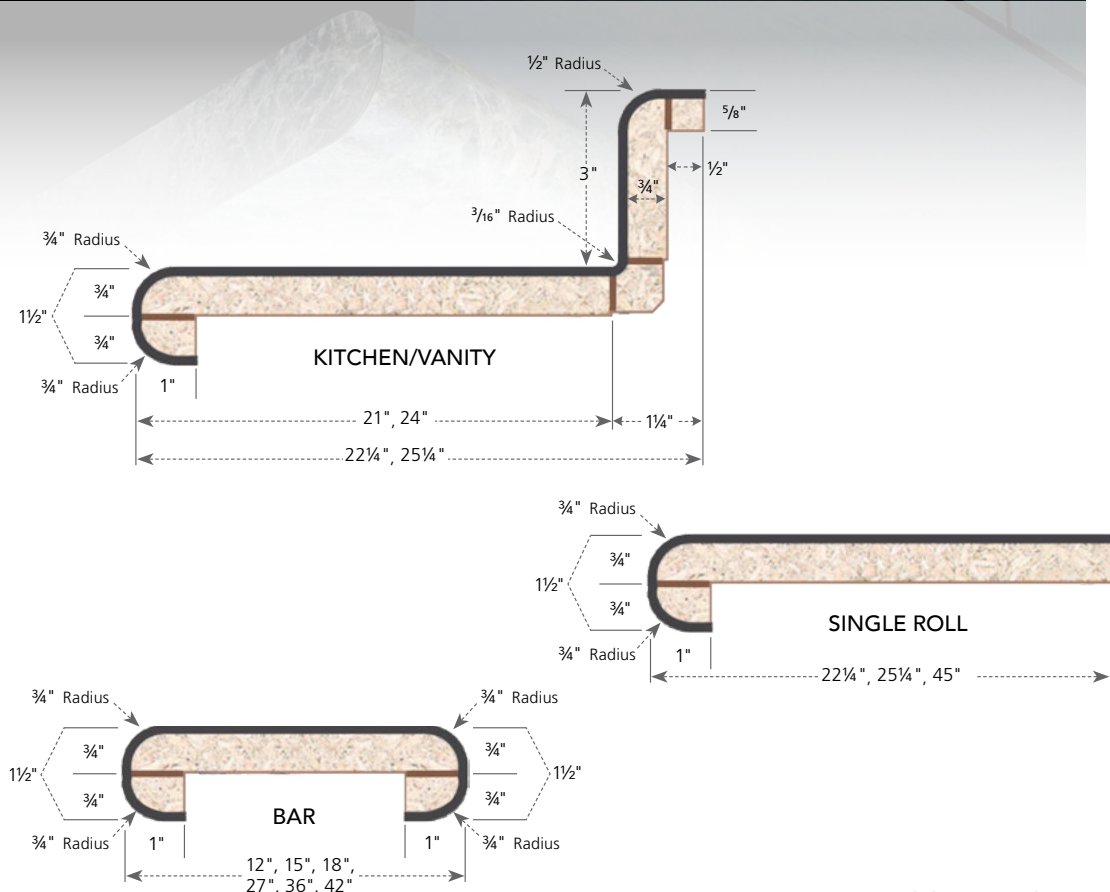 ½" Radius
⁵/₈"
3"
½"
¾"
³/₁₆" Radius
¾" Radius
¾"
1½"
¾"
¾" Radius
1"
KITCHEN/VANITY
21", 24"
1¼"
22¼", 25¼"
¾" Radius
¾"
1½"
¾"
¾" Radius
1"
SINGLE ROLL
22¼", 25¼", 45"
¾" Radius
¾" Radius
¾"
¾"
1½"
1½"
¾"
¾"
¾" Radius
1"
BAR
1"
¾" Radius
12", 15", 18",
27", 36", 42"